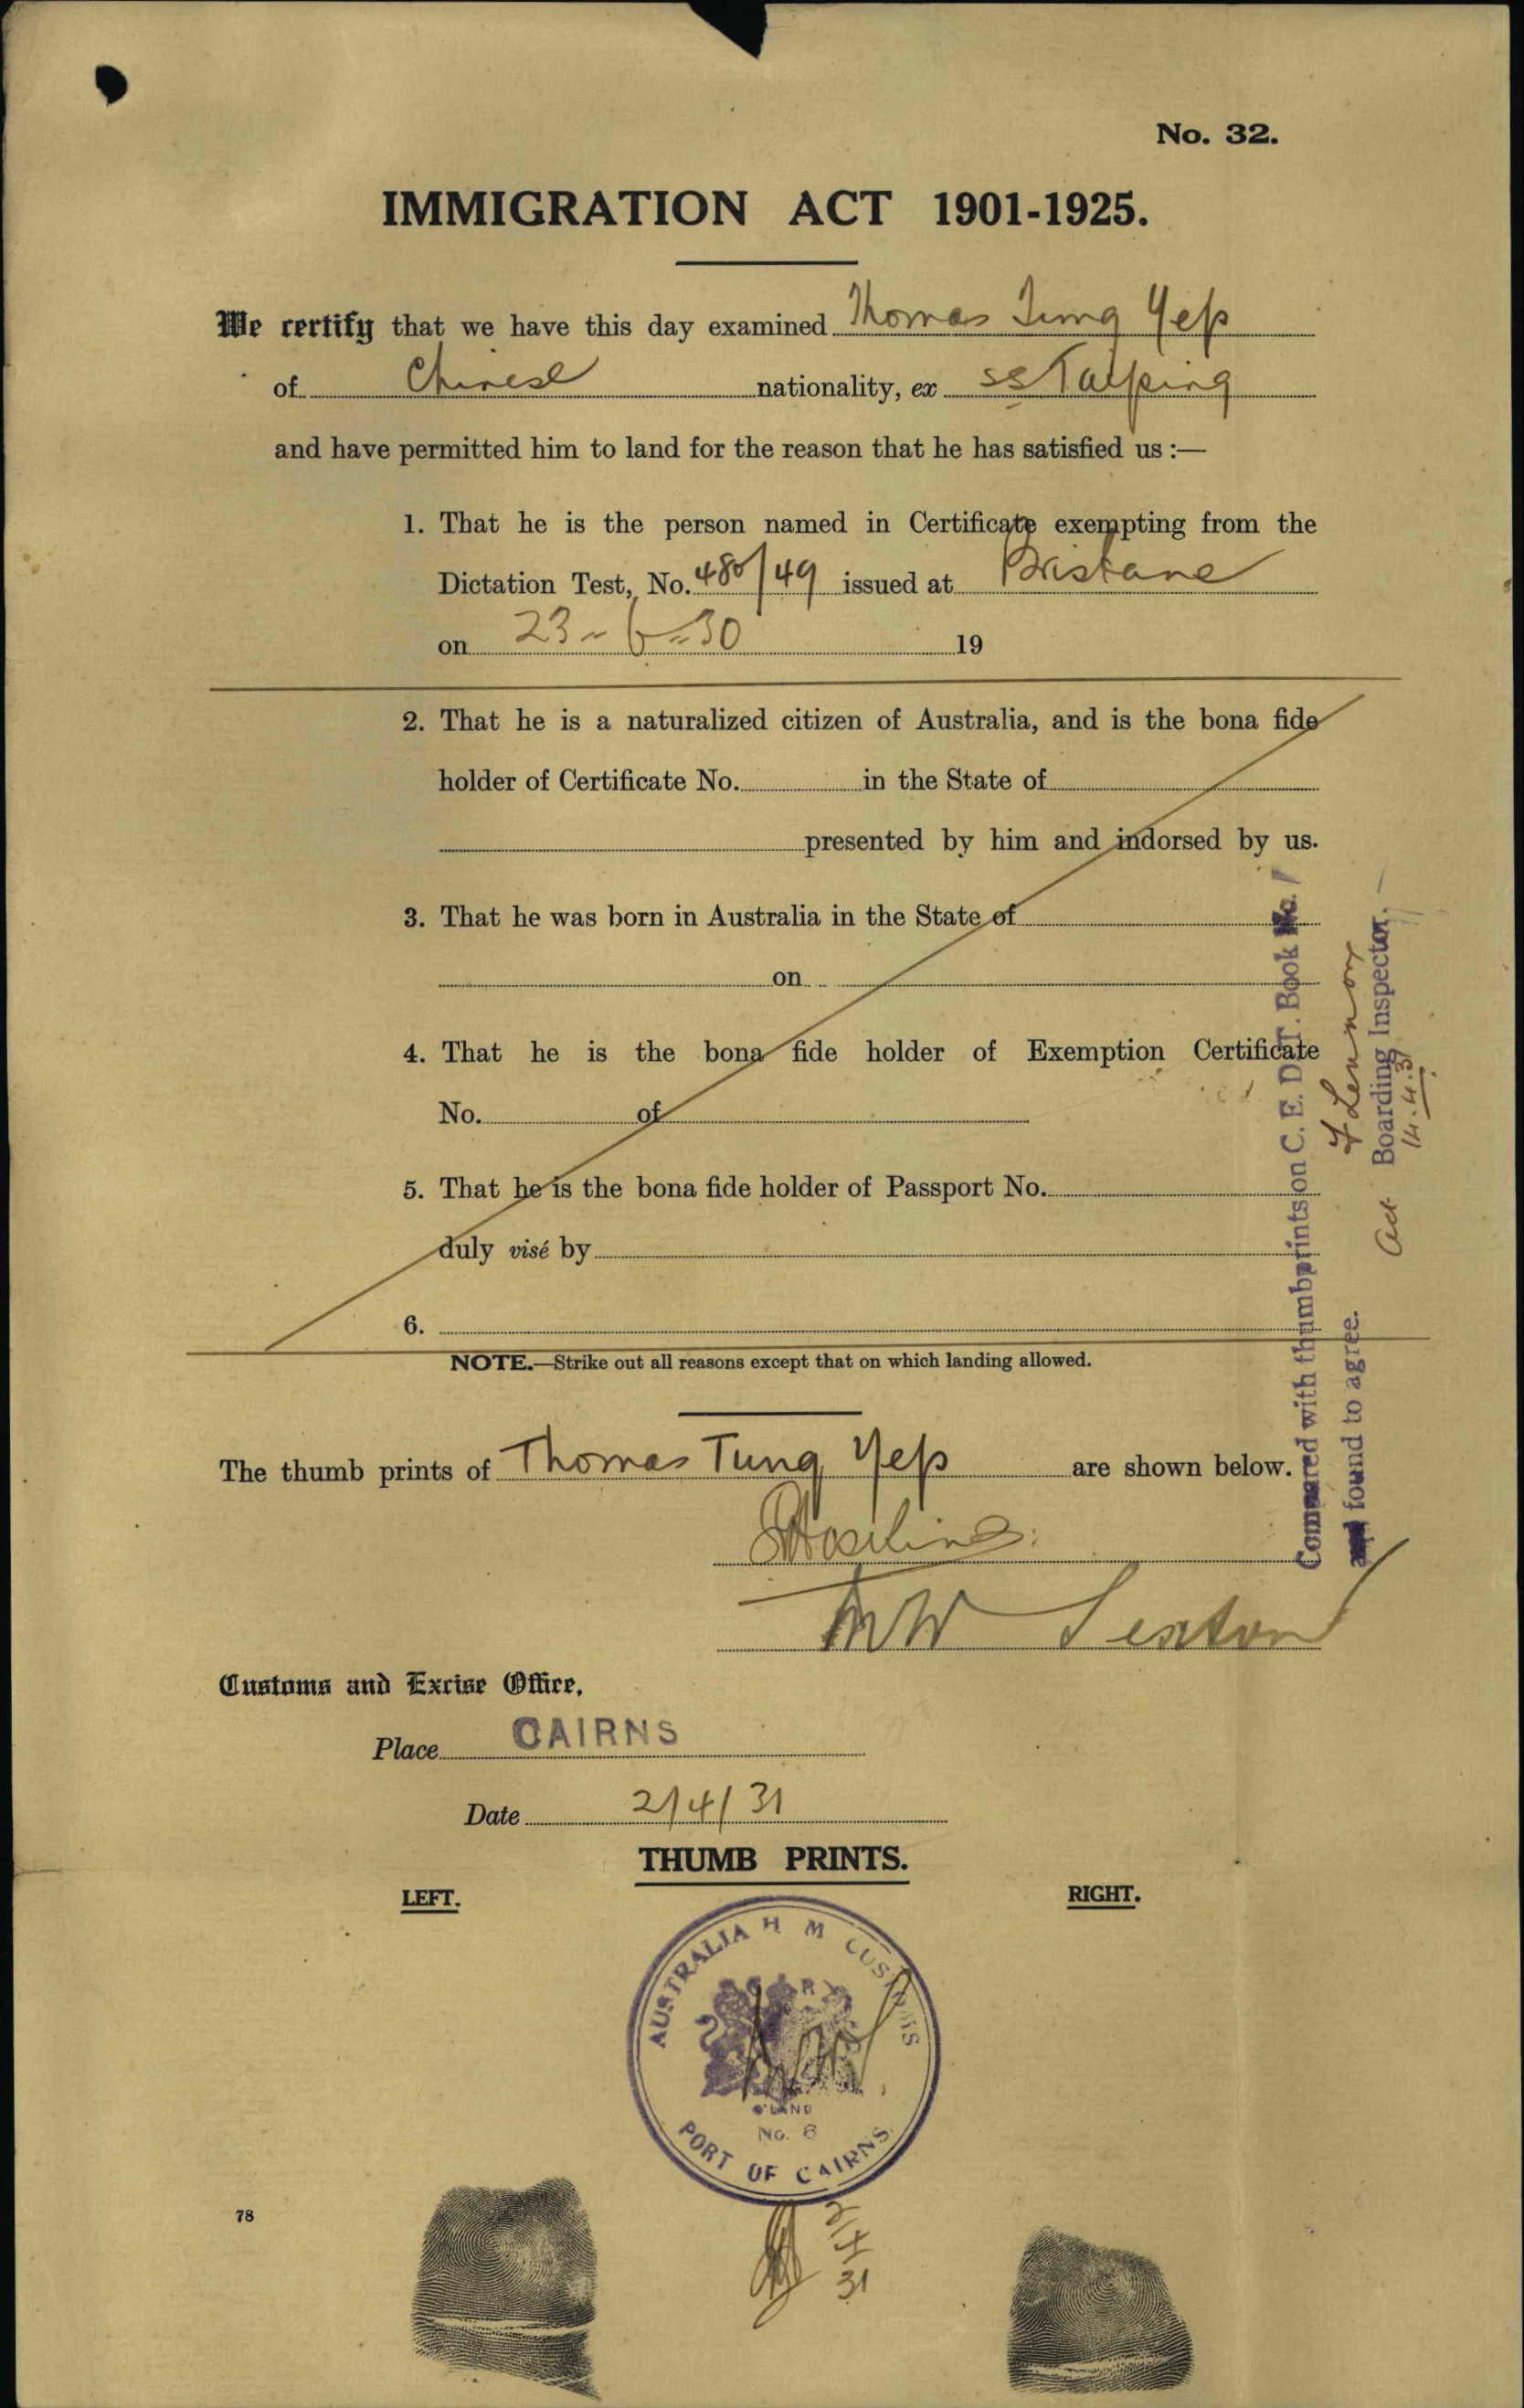 No. 32.
IMMIGRATION ACT 1901-1925.
We certify that we have this day examined Thomas Tung Yep
of Chinese nationality, ex ss Taiping
and have permitted him to land for the reason that he has satisfied us :—
1. That he is the person named in Certificate exempting from the
Dictation Test, No. 480/49 issued at Brisbane
on 23-6-30 19
2. That he is a naturalized citizen of Australia, and is the bona fide
holder of Certificate No. in the State of
presented by him and indorsed by us.
3. That he was born in Australia in the State of
on
4. That he is the bona fide holder of Exemption Certificate
No. of
5. That he is the bona fide holder of Passport No.
duly visé by
6.
NOTE.—Strike out all reasons except that on which landing allowed.
Compared with thumbprints on C. E. D. T. Book No. /
and found to agree.
F Lennon
Act Boarding Inspector.
14.4.31
The thumb prints of Thomas Tung Yep are shown below.
W Sexton
Customs and Excise Office,
Place CAIRNS
Date 2/4/31
THUMB PRINTS.
LEFT. RIGHT.
AUSTRALIA H M CUSTOMS
Q'LAND
No. 6
PORT OF CAIRNS
2/4/31
78